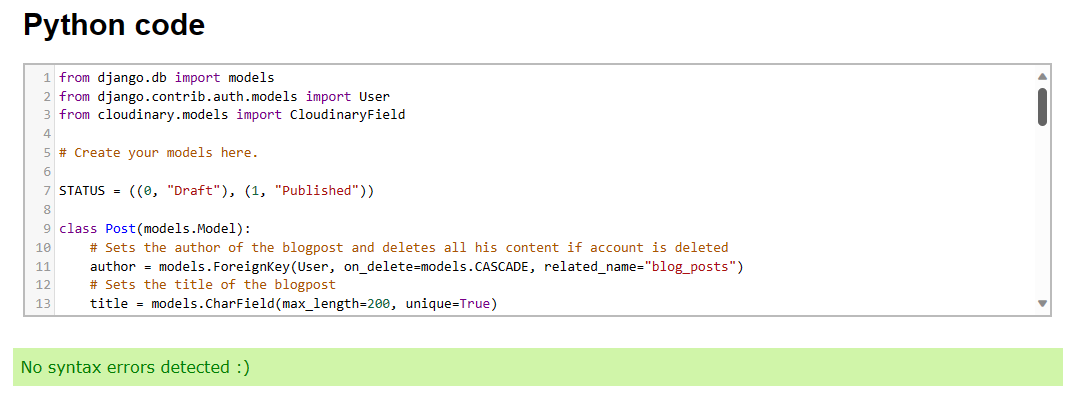 Python code
1 from django.db import models
2 from django.contrib.auth.models import User
3 from cloudinary.models import CloudinaryField
4
5 # Create your models here.
6
7 STATUS = ((0, "Draft"), (1, "Published"))
8
9 class Post(models.Model):
10     # Sets the author of the blogpost and deletes all his content if account is deleted
11     author = models.ForeignKey(User, on_delete=models.CASCADE, related_name="blog_posts")
12     # Sets the title of the blogpost
13     title = models.CharField(max_length=200, unique=True)
No syntax errors detected :)